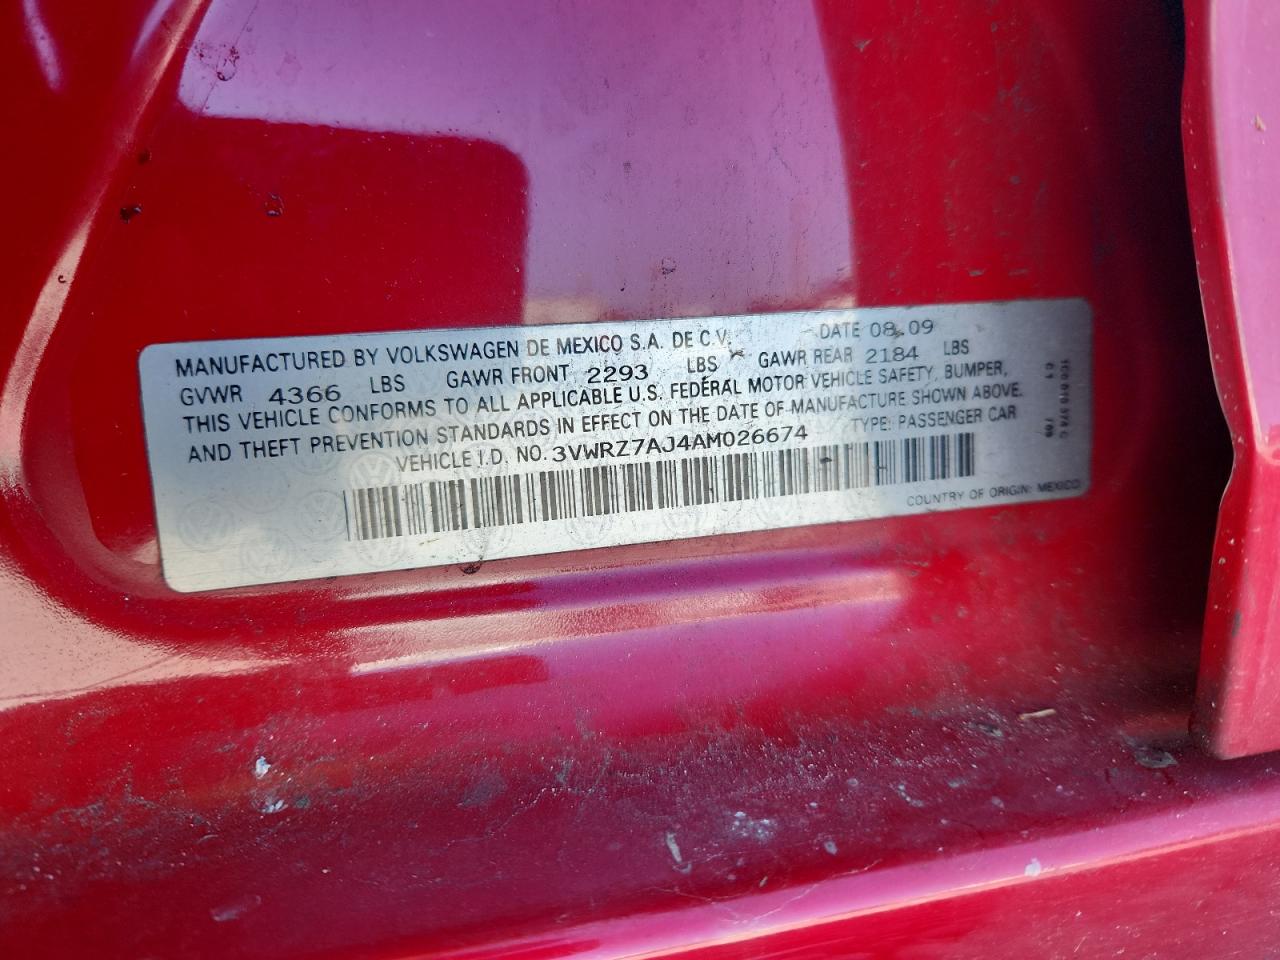 MANUFACTURED BY VOLKSWAGEN DE MEXICO S.A. DE C.V. DATE 08.09
GVWR 4366 LBS GAWR FRONT 2293 LBS GAWR REAR 2184 LBS
THIS VEHICLE CONFORMS TO ALL APPLICABLE U.S. FEDERAL MOTOR VEHICLE SAFETY, BUMPER,
AND THEFT PREVENTION STANDARDS IN EFFECT ON THE DATE OF MANUFACTURE SHOWN ABOVE.
VEHICLE I.D. NO. 3VWRZ7AJ4AM026674 TYPE: PASSENGER CAR
COUNTRY OF ORIGIN: MEXICO